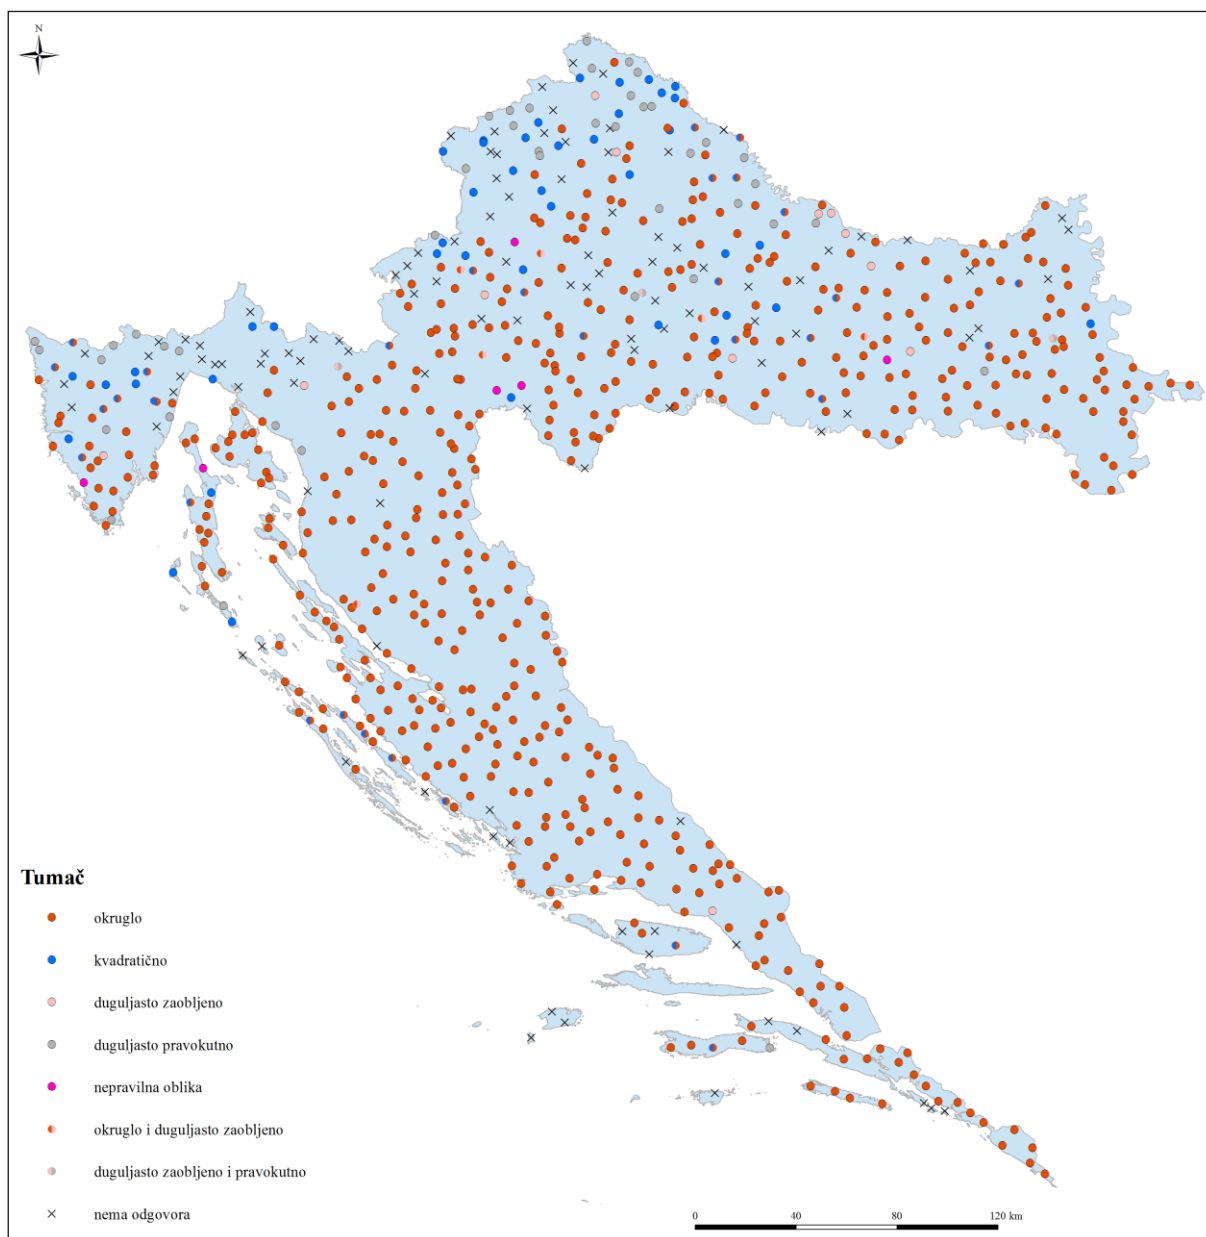 N
Tumač
okruglo
kvadratično
duguljasto zaobljeno
duguljasto pravokutno
nepravilna oblika
okruglo i duguljasto zaobljeno
duguljasto zaobljeno i pravokutno
nema odgovora
0 40 80 120 km